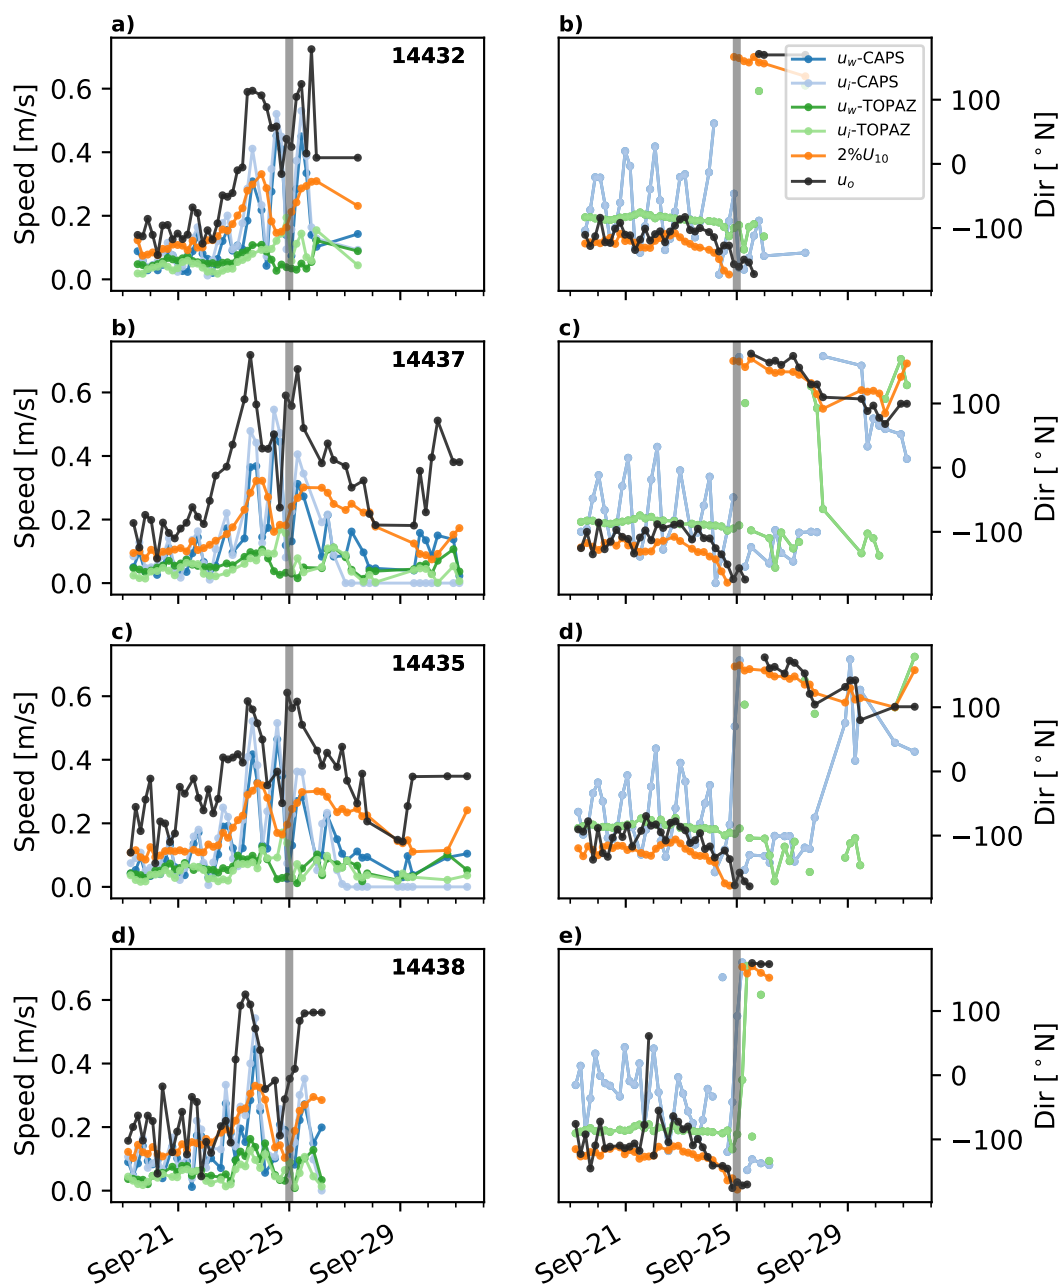 a)
b)
14432
0.6
0.4
0.2
0.0
Speed [m/s]
u_w-CAPS
u_i-CAPS
u_w-TOPAZ
u_i-TOPAZ
2%U_10
u_o
100
0
−100
Dir [°N]
b)
c)
14437
0.6
0.4
0.2
0.0
Speed [m/s]
100
0
−100
Dir [°N]
c)
d)
14435
0.6
0.4
0.2
0.0
Speed [m/s]
100
0
−100
Dir [°N]
d)
e)
14438
0.6
0.4
0.2
0.0
Speed [m/s]
100
0
−100
Dir [°N]
Sep-21
Sep-25
Sep-29
Sep-21
Sep-25
Sep-29